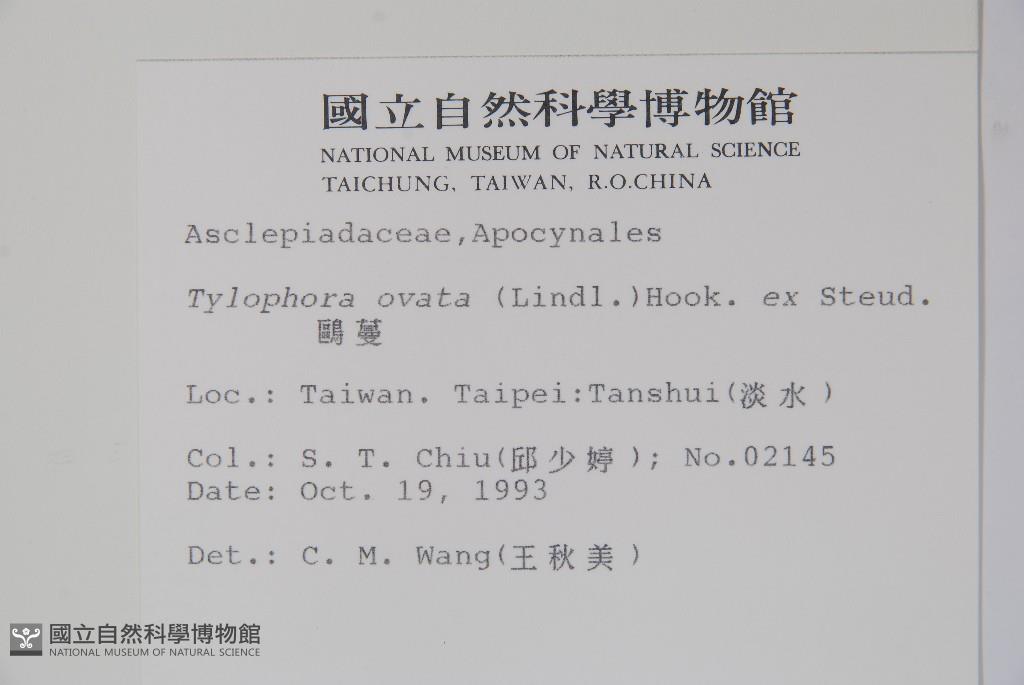 國立自然科學博物館
NATIONAL MUSEUM OF NATURAL SCIENCE
TAICHUNG, TAIWAN, R.O.CHINA
Asclepiadaceae,Apocynales
Tylophora ovata (Lindl.)Hook. ex Steud.
鷗蔓
Loc.: Taiwan. Taipei:Tanshui(淡水)
Col.: S. T. Chiu(邱少婷); No.02145
Date: Oct. 19, 1993
Det.: C. M. Wang(王秋美)
國立自然科學博物館
NATIONAL MUSEUM OF NATURAL SCIENCE